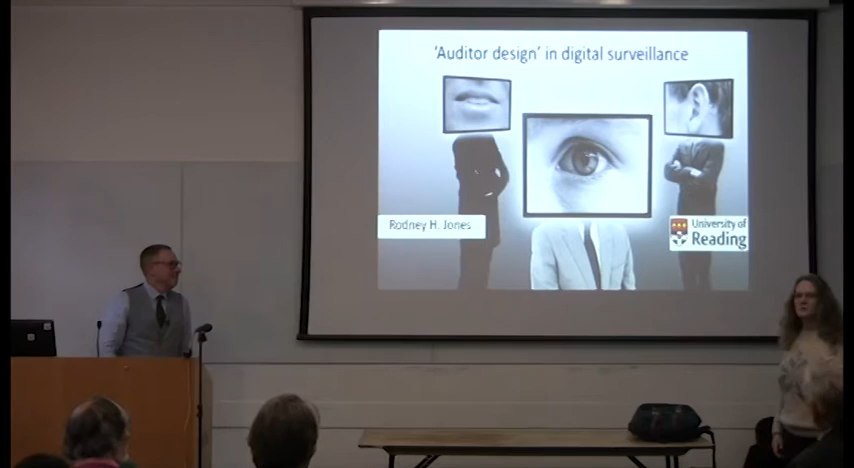 'Auditor design' in digital surveillance
Rodney H. Jones
University of
Reading